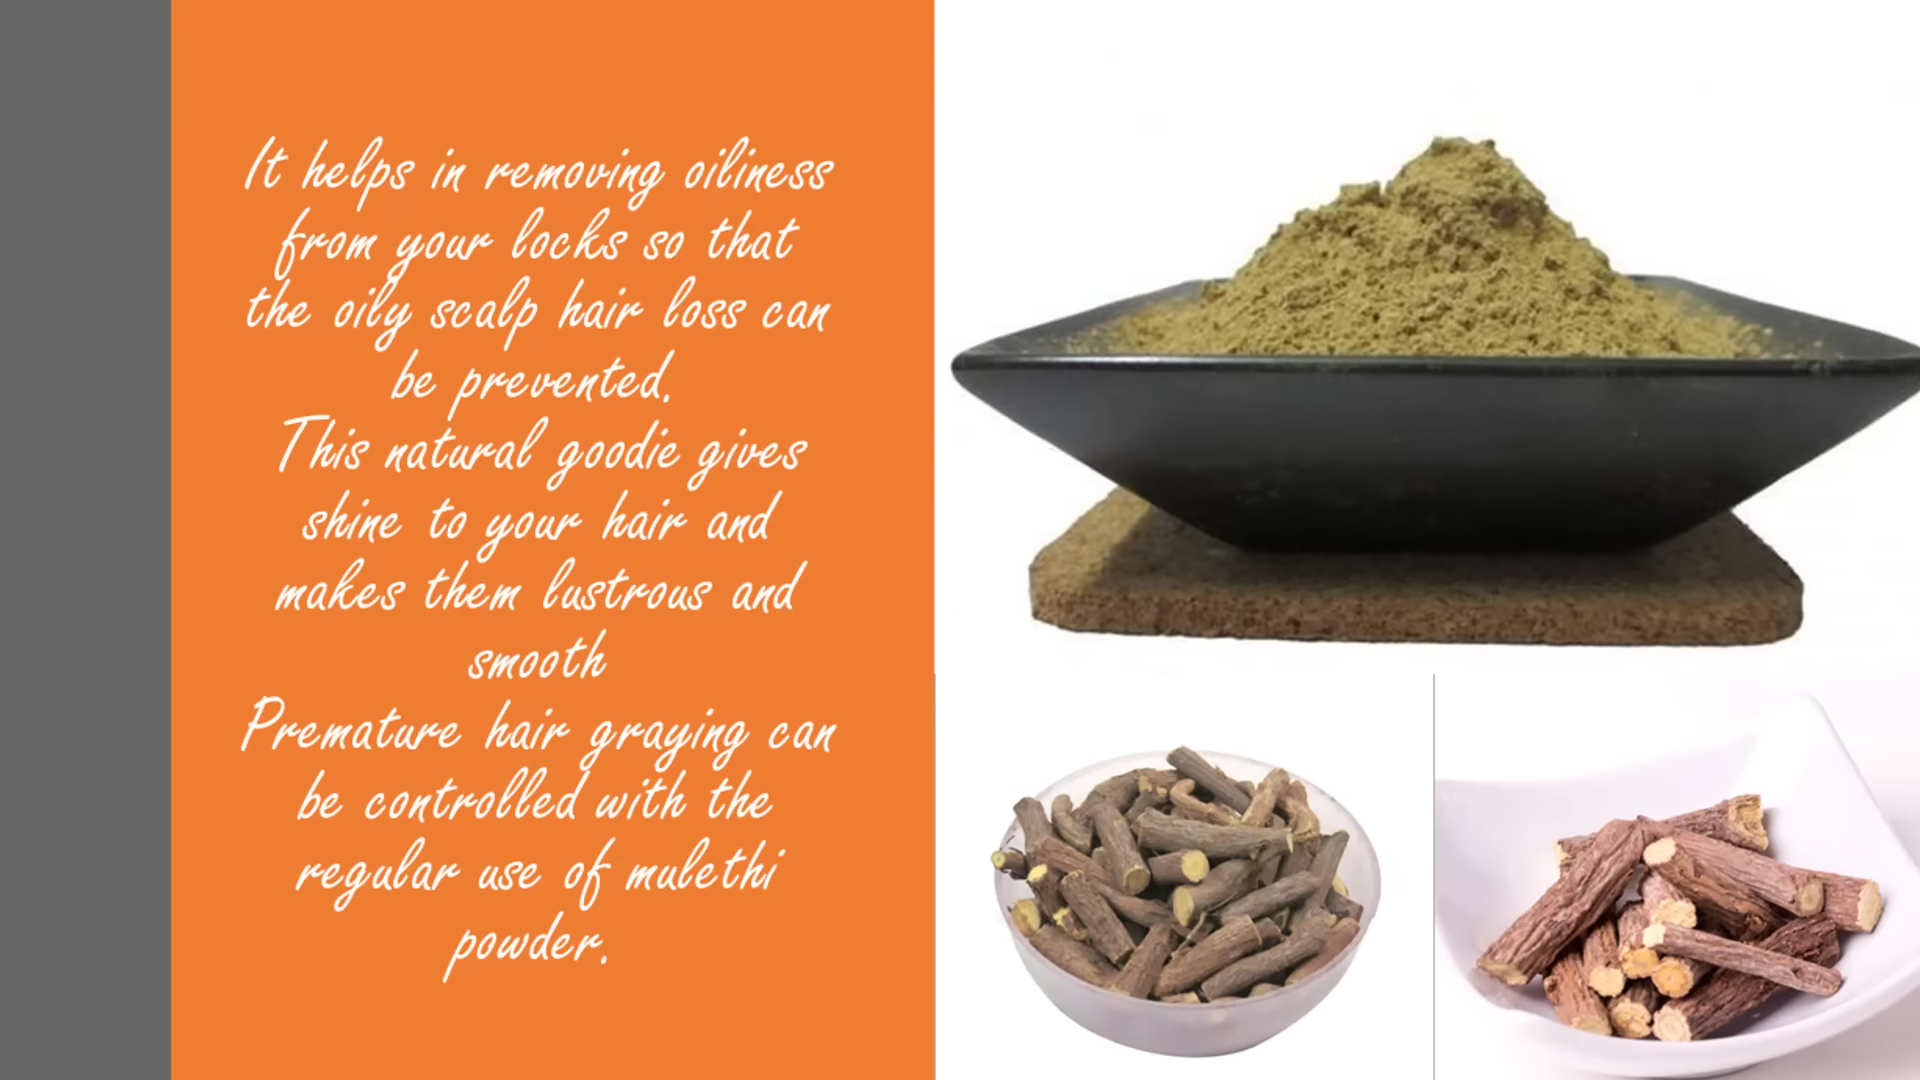 It helps in removing oiliness
from your locks so that
the oily scalp hair loss can
be prevented.
This natural goodie gives
shine to your hair and
makes them lustrous and
smooth
Premature hair graying can
be controlled with the
regular use of mulethi
powder.